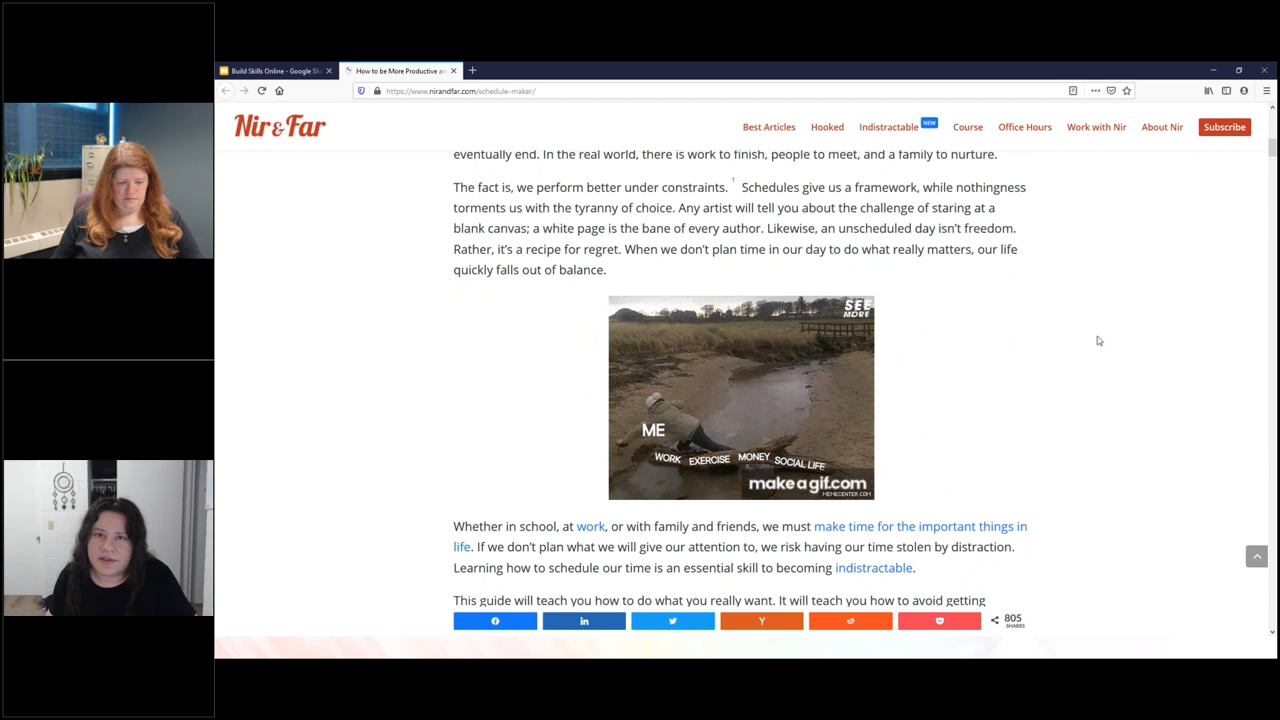 Build Skills Online - Google Sli
How to be More Productive an
https://www.nirandfar.com/schedule-maker/
Nir & Far
Best Articles
Hooked
Indistractable NEW
Course
Office Hours
Work with Nir
About Nir
Subscribe
eventually end. In the real world, there is work to finish, people to meet, and a family to nurture.
The fact is, we perform better under constraints. 1 Schedules give us a framework, while nothingness
torments us with the tyranny of choice. Any artist will tell you about the challenge of staring at a
blank canvas; a white page is the bane of every author. Likewise, an unscheduled day isn’t freedom.
Rather, it’s a recipe for regret. When we don’t plan time in our day to do what really matters, our life
quickly falls out of balance.
SEE
MORE
ME
WORK EXERCISE MONEY SOCIAL LIFE
makeagif.com
MEMECENTER.COM
Whether in school, at work, or with family and friends, we must make time for the important things in
life. If we don’t plan what we will give our attention to, we risk having our time stolen by distraction.
Learning how to schedule our time is an essential skill to becoming indistractable.
This guide will teach you how to do what you really want. It will teach you how to avoid getting
805
SHARES